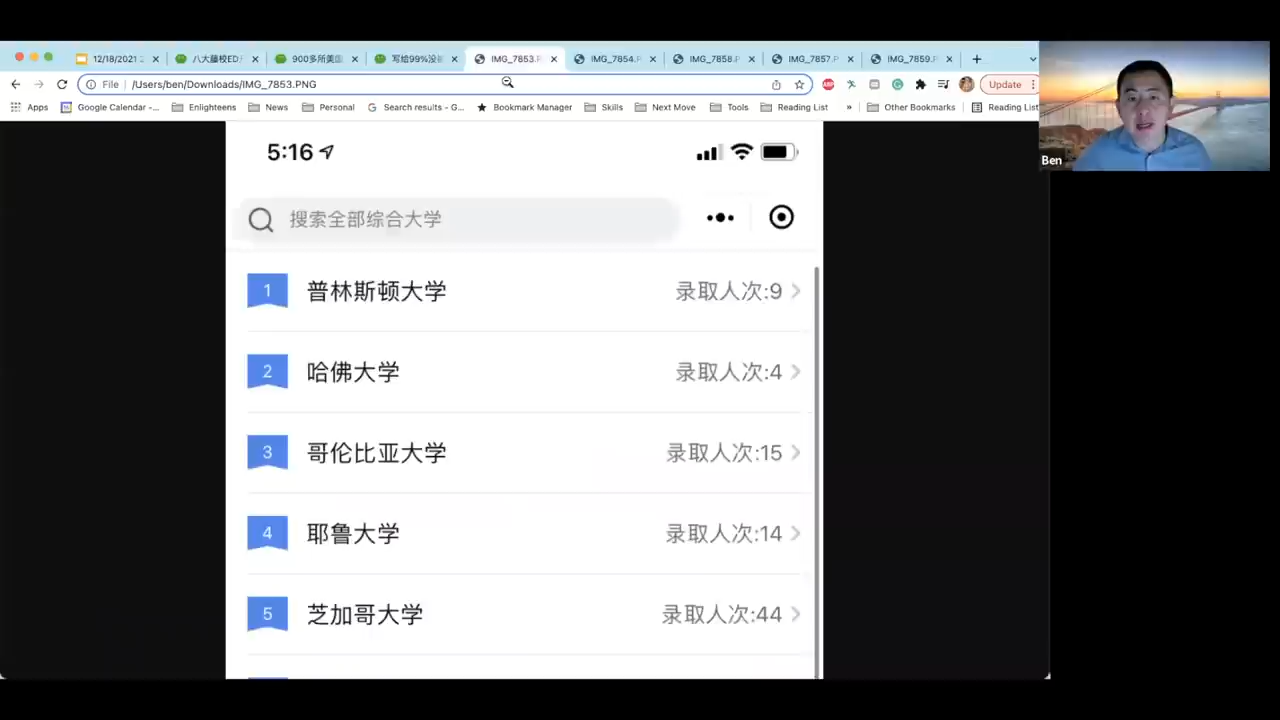 12/18/2021
八大藤校ED
900多所美国
写给99%没
IMG_7853.P
IMG_7854.P
IMG_7858.P
IMG_7857.P
IMG_7859.P
File /Users/ben/Downloads/IMG_7853.PNG
Update
Apps Google Calendar -... Enlighteens News Personal Search results - G... Bookmark Manager Skills Next Move Tools Reading List » Other Bookmarks Reading List
Ben
5:16
搜索全部综合大学
1 普林斯顿大学 录取人次:9
2 哈佛大学 录取人次:4
3 哥伦比亚大学 录取人次:15
4 耶鲁大学 录取人次:14
5 芝加哥大学 录取人次:44